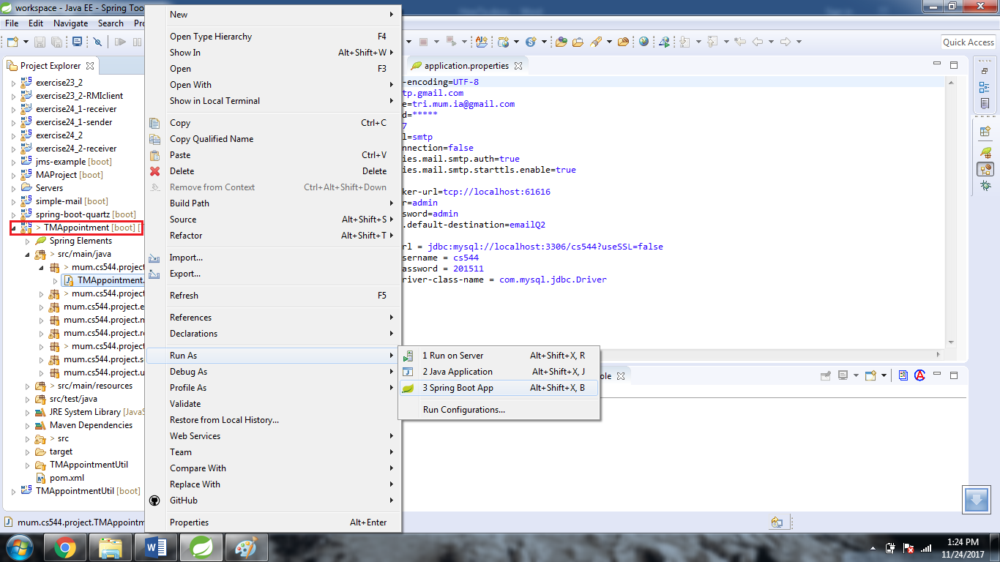 workspace - Java EE - Spring Too
File Edit Navigate Search Pr
Quick Access
Project Explorer
exercise23_2
exercise23_2-RMIclient
exercise24_1-receiver
exercise24_1-sender
exercise24_2
exercise24_2-receiver
jms-example [boot]
MAProject [boot]
Servers
simple-mail [boot]
spring-boot-quartz [boot]
> TMAppointment [boot] [
Spring Elements
> src/main/java
> mum.cs544.project
TMAppointment.
> mum.cs544.project
mum.cs544.project.e
mum.cs544.project.n
mum.cs544.project.re
> mum.cs544.project
mum.cs544.project.se
mum.cs544.project.u
> src/main/resources
src/test/java
JRE System Library [JavaS
Maven Dependencies
> src
target
TMAppointmentUtil
pom.xml
TMAppointmentUtil [boot]
New
Open Type Hierarchy F4
Show In Alt+Shift+W
Open F3
Open With
Show in Local Terminal
Copy Ctrl+C
Copy Qualified Name
Paste Ctrl+V
Delete Delete
Remove from Context Ctrl+Alt+Shift+Down
Build Path
Source Alt+Shift+S
Refactor Alt+Shift+T
Import...
Export...
Refresh F5
References
Declarations
Run As
Debug As
Profile As
Validate
Restore from Local History...
Web Services
Team
Compare With
Replace With
GitHub
Properties Alt+Enter
1 Run on Server Alt+Shift+X, R
2 Java Application Alt+Shift+X, J
3 Spring Boot App Alt+Shift+X, B
Run Configurations...
application.properties
-encoding=UTF-8
tp.gmail.com
e=tri.mum.ia@gmail.com
d=*****
7
l=smtp
nnection=false
ies.mail.smtp.auth=true
ies.mail.smtp.starttls.enable=true
ker-url=tcp://localhost:61616
r=admin
sword=admin
.default-destination=emailQ2
rl = jdbc:mysql://localhost:3306/cs544?useSSL=false
sername = cs544
assword = 201511
river-class-name = com.mysql.jdbc.Driver
ole
mum.cs544.project.TMAppointm
1:24 PM
11/24/2017